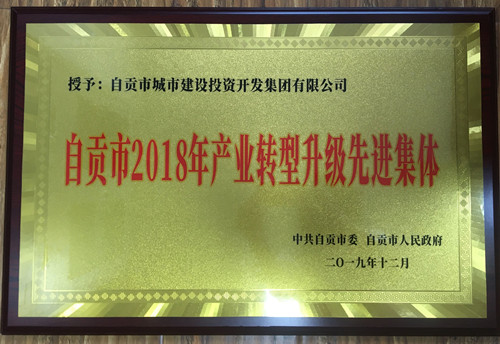 授予：自贡市城市建设投资开发集团有限公司
自贡市2018年产业转型升级先进集体
中共自贡市委 自贡市人民政府
二〇一九年十二月